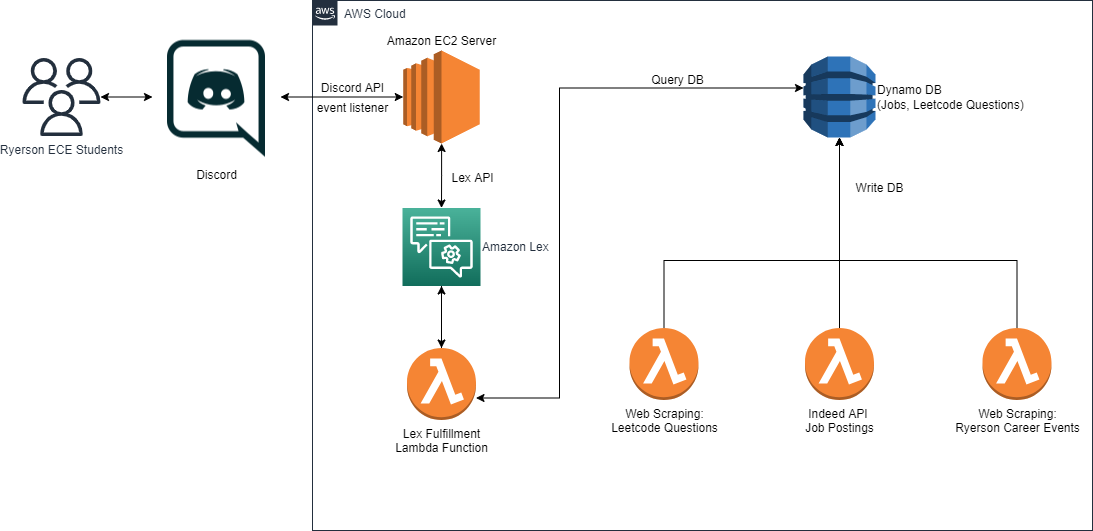 aws
AWS Cloud
Amazon EC2 Server
Discord API
event listener
Query DB
Dynamo DB
(Jobs, Leetcode Questions)
Ryerson ECE Students
Discord
Lex API
Write DB
Amazon Lex
Lex Fulfillment
Lambda Function
Web Scraping:
Leetcode Questions
Indeed API
Job Postings
Web Scraping:
Ryerson Career Events